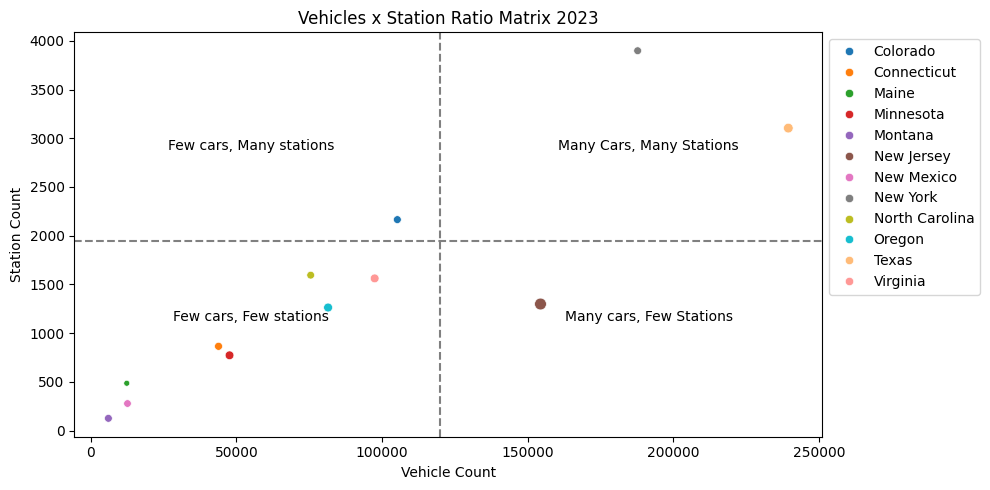 Vehicles x Station Ratio Matrix 2023
4000
3500
3000
2500
2000
1500
1000
500
0
Station Count
Few cars, Many stations
Many Cars, Many Stations
Few cars, Few stations
Many cars, Few Stations
0
50000
100000
150000
200000
250000
Vehicle Count
Colorado
Connecticut
Maine
Minnesota
Montana
New Jersey
New Mexico
New York
North Carolina
Oregon
Texas
Virginia